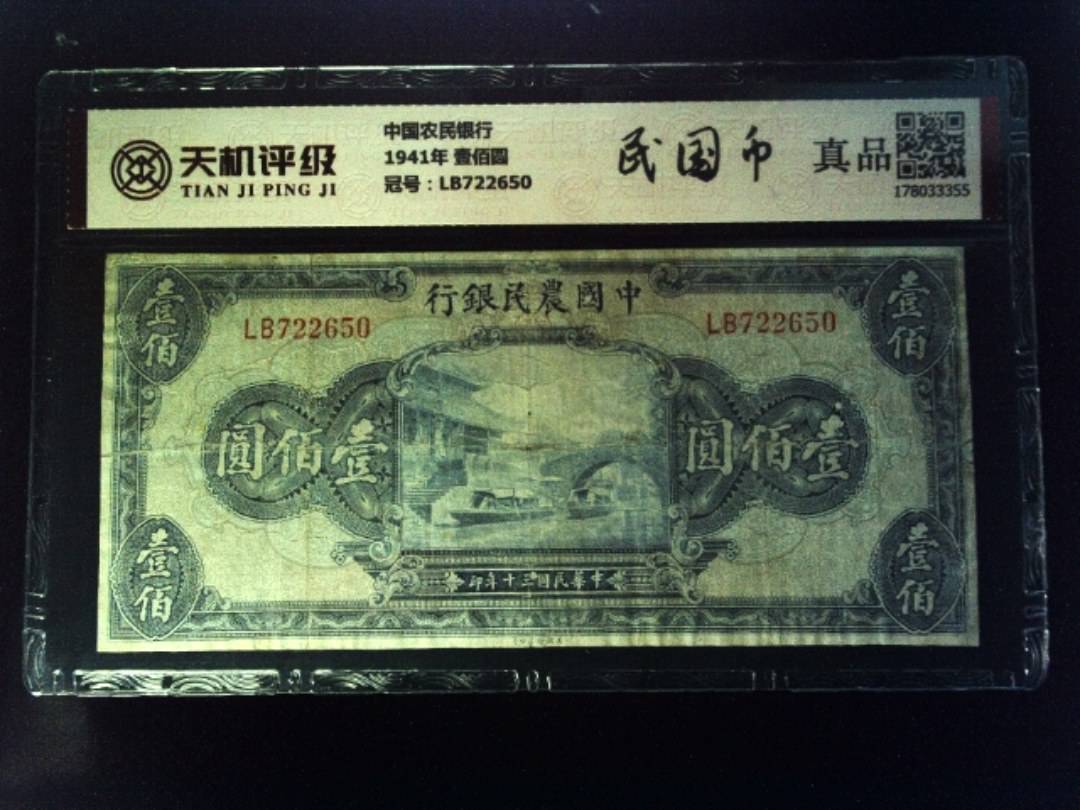 天机评级
TIAN JI PING JI
中国农民银行
1941年 壹佰圆
冠号：LB722650
民国币
真品
178033355
行銀民農國中
LB722650
LB722650
壹佰
壹佰
圓佰壹
圓佰壹
壹佰
壹佰
印年十三國民華中